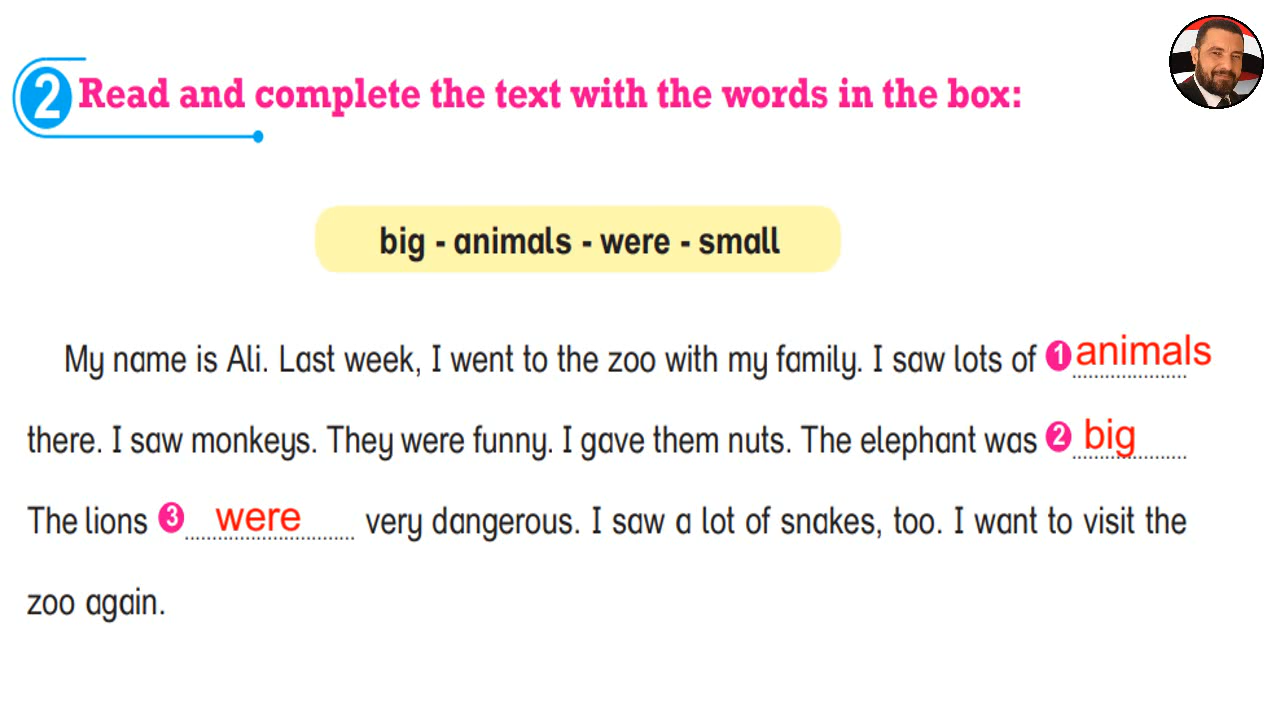 2 Read and complete the text with the words in the box:
big - animals - were - small
My name is Ali. Last week, I went to the zoo with my family. I saw lots of 1 animals
there. I saw monkeys. They were funny. I gave them nuts. The elephant was 2 big
The lions 3 were very dangerous. I saw a lot of snakes, too. I want to visit the
zoo again.